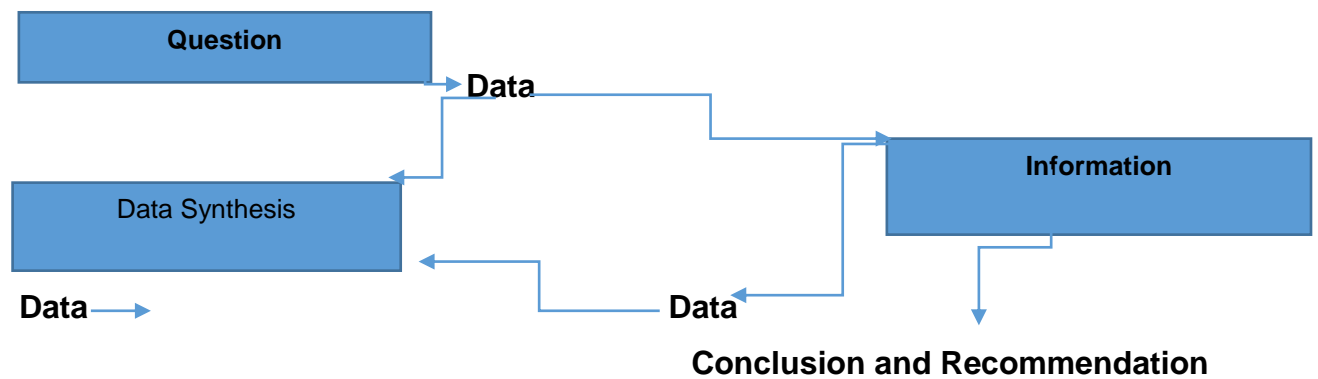 Question
Data
Information
Data Synthesis
Data
Data
Conclusion and Recommendation